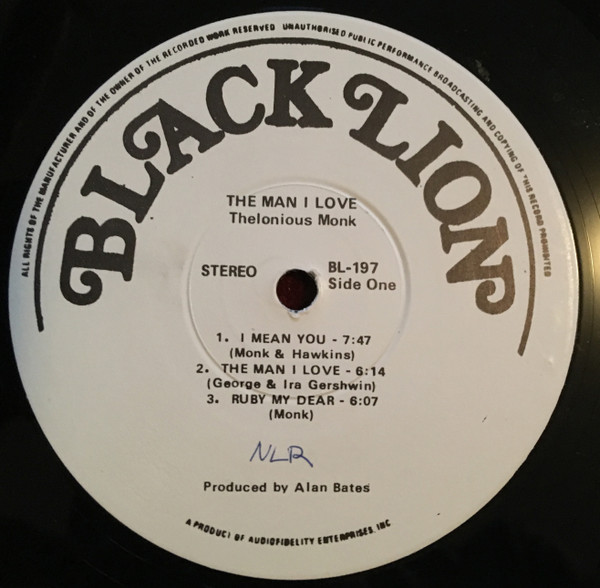 ALL RIGHTS OF THE MANUFACTURER AND OF THE OWNER OF THE RECORDED WORK RESERVED UNAUTHORISED PUBLIC PERFORMANCE BROADCASTING AND COPYING OF THIS RECORD PROHIBITED
BLACK LION
THE MAN I LOVE
Thelonious Monk
STEREO
BL-197
Side One
1. I MEAN YOU - 7:47
(Monk & Hawkins)
2. THE MAN I LOVE - 6:14
(George & Ira Gershwin)
3. RUBY MY DEAR - 6:07
(Monk)
NLR
Produced by Alan Bates
A PRODUCT OF AUDIOFIDELITY ENTERPRISES, INC.